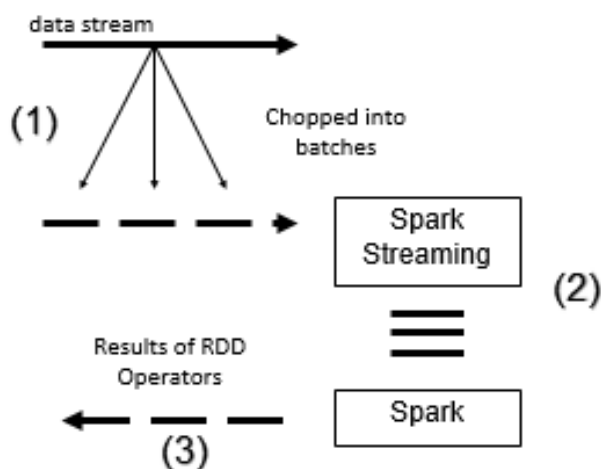 data stream
(1)
Chopped into
batches
Spark
Streaming
(2)
Results of RDD
Operators
Spark
(3)